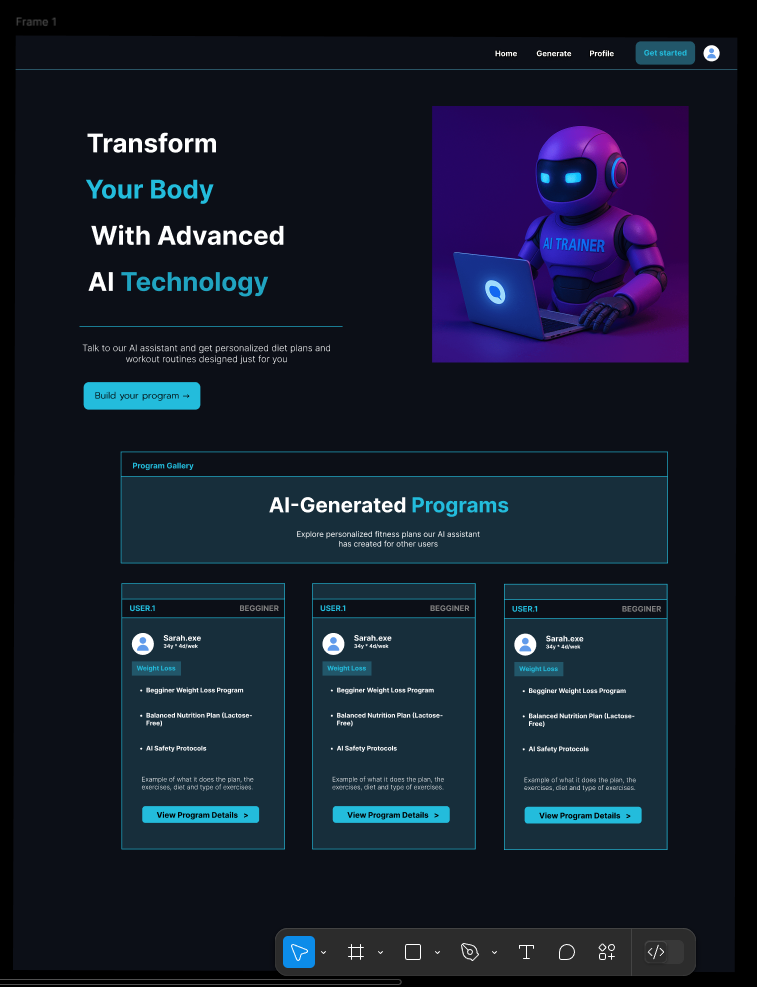 Frame 1
Home Generate Profile Get started
Transform
Your Body
With Advanced
AI Technology
AI TRAINER
Talk to our AI assistant and get personalized diet plans and
workout routines designed just for you
Build your program →
Program Gallery
AI-Generated Programs
Explore personalized fitness plans our AI assistant
has created for other users
USER.1 BEGGINER
Sarah.exe
34y * 4d/wek
Weight Loss
• Begginer Weight Loss Program
• Balanced Nutrition Plan (Lactose-
Free)
• AI Safety Protocols
Example of what it does the plan, the
exercises, diet and type of exercises.
View Program Details >
USER.1 BEGGINER
Sarah.exe
34y * 4d/wek
Weight Loss
• Begginer Weight Loss Program
• Balanced Nutrition Plan (Lactose-
Free)
• AI Safety Protocols
Example of what it does the plan, the
exercises, diet and type of exercises.
View Program Details >
USER.1 BEGGINER
Sarah.exe
34y * 4d/wek
Weight Loss
• Begginer Weight Loss Program
• Balanced Nutrition Plan (Lactose-
Free)
• AI Safety Protocols
Example of what it does the plan, the
exercises, diet and type of exercises.
View Program Details >